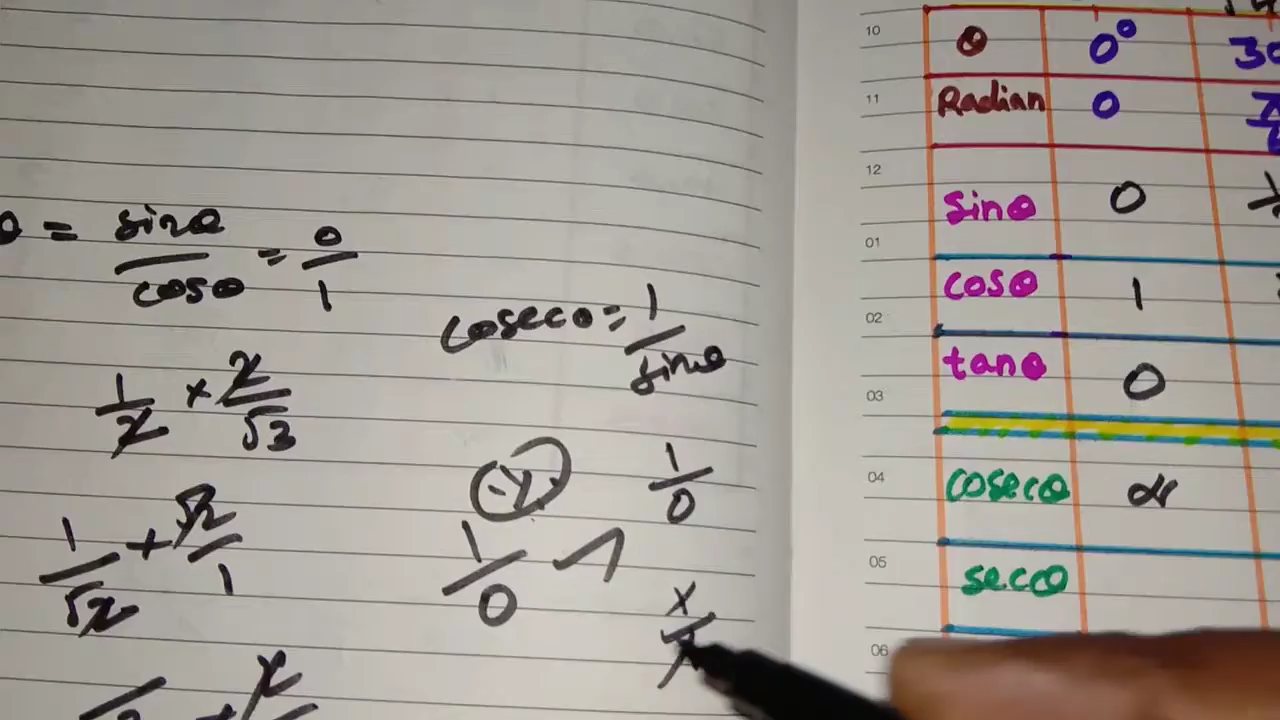 θ = sinθ/cosθ = 0/1
cosecθ = 1/sinθ
1/2 × 2/√3
1/0
1/√2 + √2/1
1/0
x/
10
θ 0° 30
11
Radian 0
12
sinθ 0 1/
01
cosθ 1
02
tanθ 0
03
04
cosecθ α
05
secθ
06